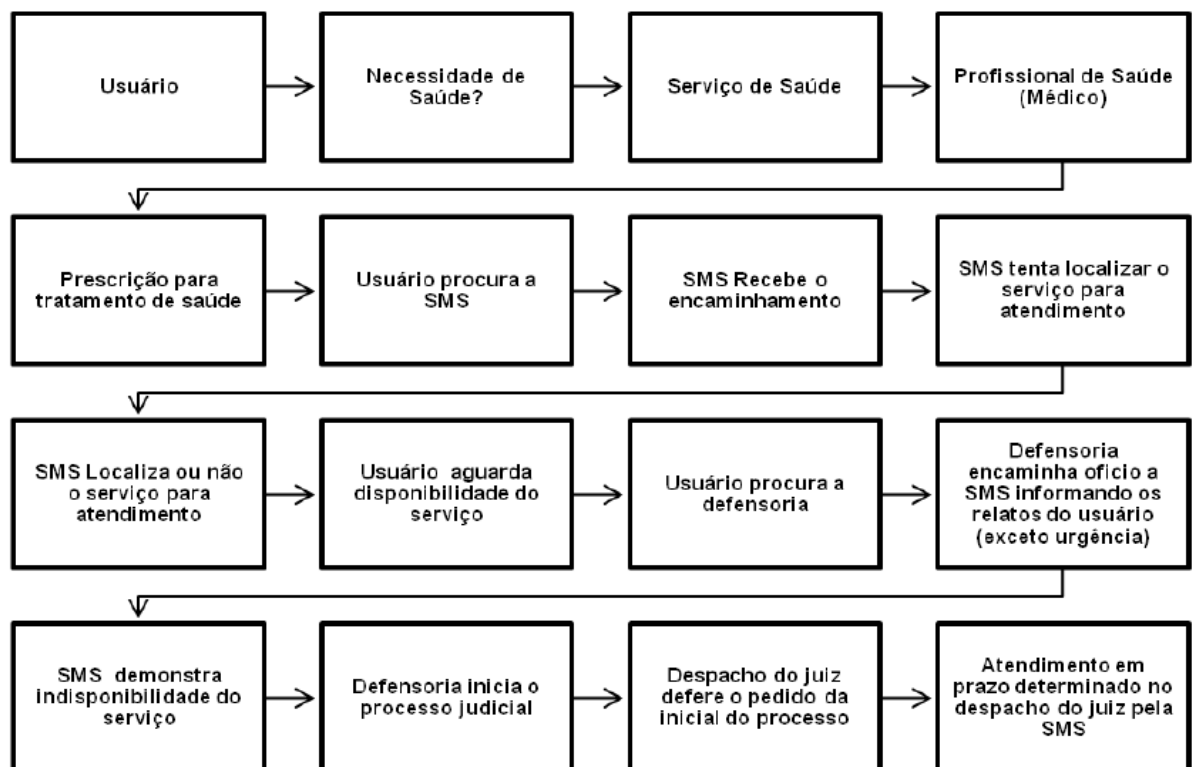 Usuário
Necessidade de
Saúde?
Serviço de Saúde
Profissional de Saúde
(Médico)
Prescrição para
tratamento de saúde
Usuário procura a
SMS
SMS Recebe o
encaminhamento
SMS tenta localizar o
serviço para
atendimento
SMS Localiza ou não
o serviço para
atendimento
Usuário aguarda
disponibilidade do
serviço
Usuário procura a
defensoria
Defensoria
encaminha oficio a
SMS informando os
relatos do usuário
(exceto urgência)
SMS demonstra
indisponibilidade do
serviço
Defensoria inicia o
processo judicial
Despacho do juiz
defere o pedido da
inicial do processo
Atendimento em
prazo determinado no
despacho do juiz pela
SMS